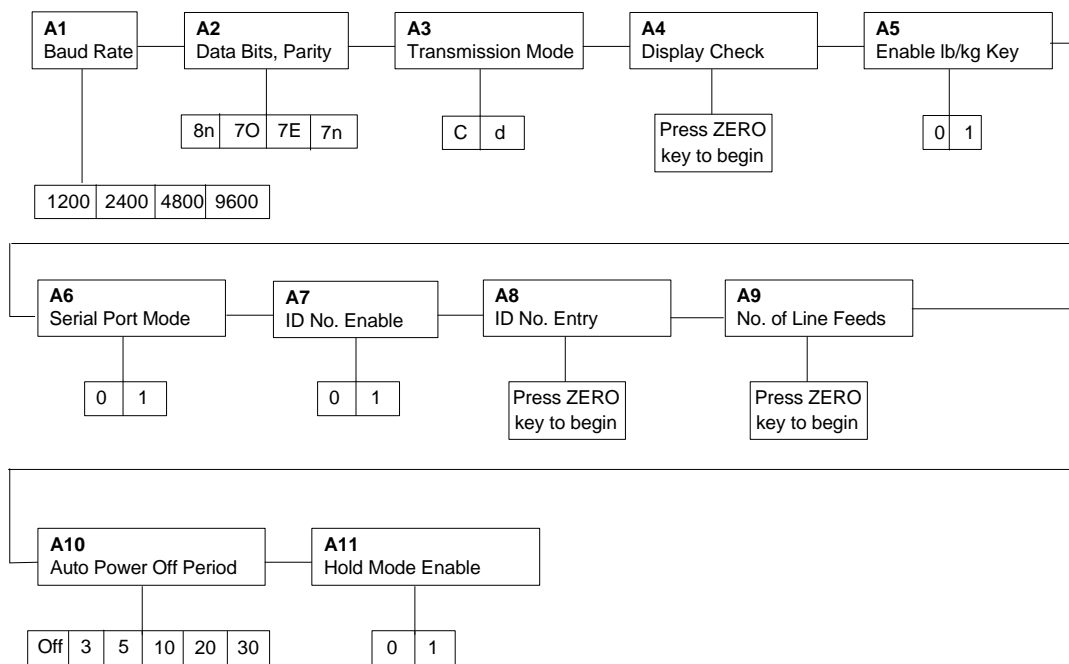 A1
Baud Rate
A2
Data Bits, Parity
A3
Transmission Mode
A4
Display Check
A5
Enable lb/kg Key
8n 7O 7E 7n
C d
Press ZERO
key to begin
0 1
1200 2400 4800 9600
A6
Serial Port Mode
A7
ID No. Enable
A8
ID No. Entry
A9
No. of Line Feeds
0 1
0 1
Press ZERO
key to begin
Press ZERO
key to begin
A10
Auto Power Off Period
A11
Hold Mode Enable
Off 3 5 10 20 30
0 1